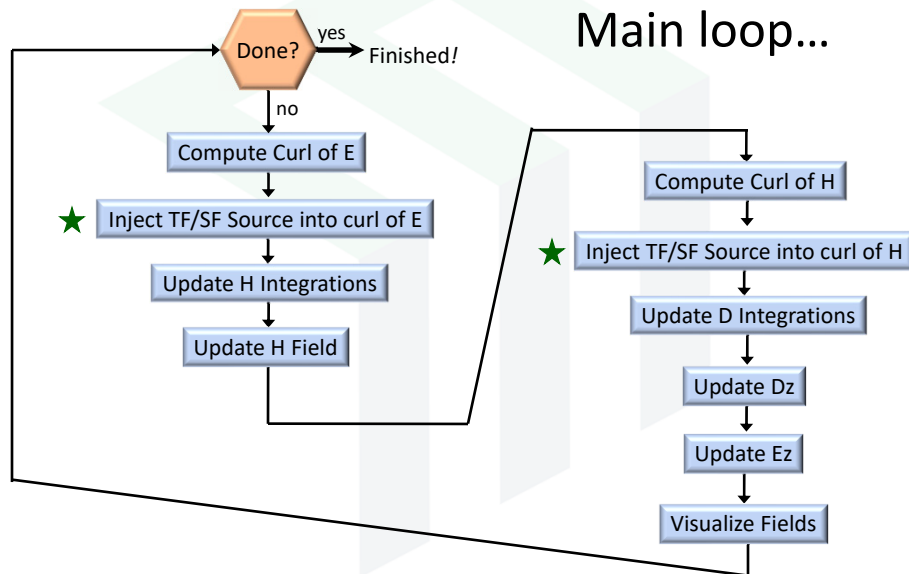 Main loop...
Done?
yes
Finished!
no
Compute Curl of E
Inject TF/SF Source into curl of E
Update H Integrations
Update H Field
Compute Curl of H
Inject TF/SF Source into curl of H
Update D Integrations
Update Dz
Update Ez
Visualize Fields